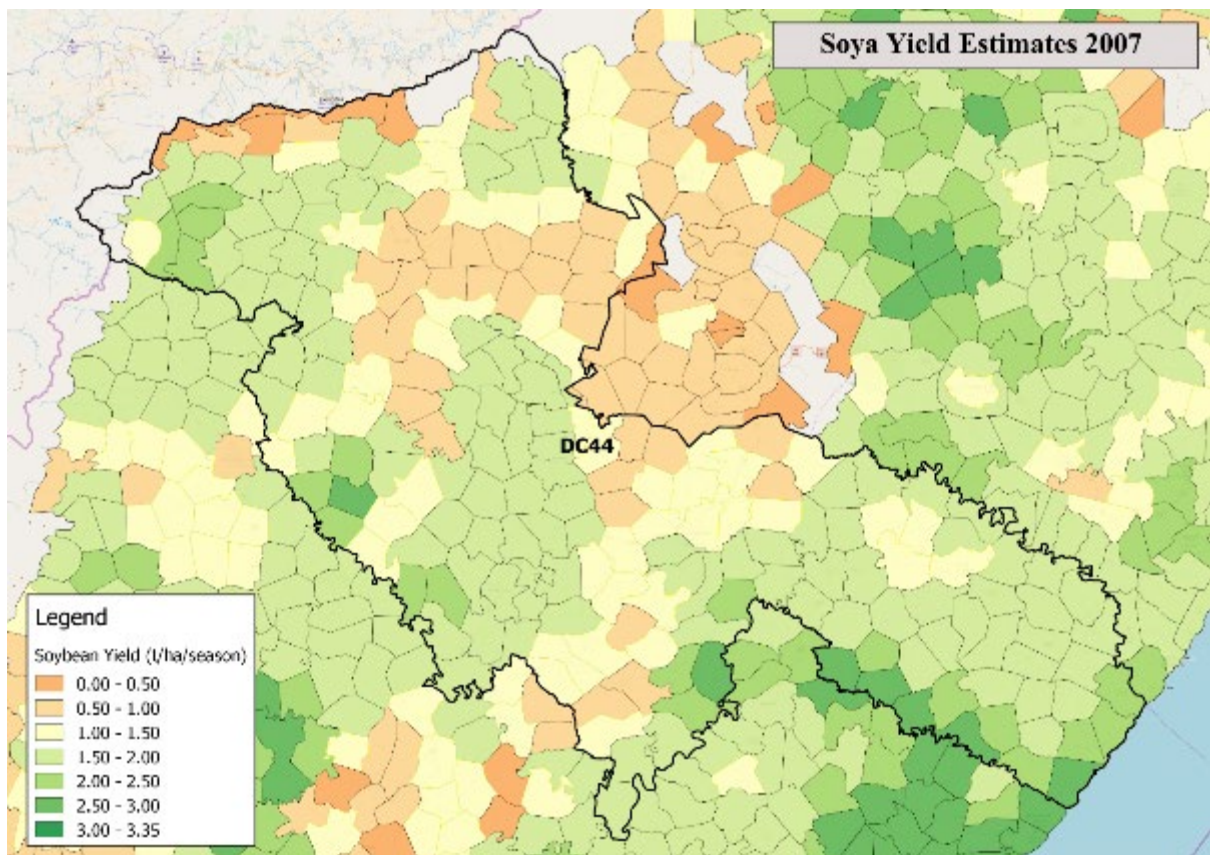 Soya Yield Estimates 2007
DC44
Legend
Soybean Yield (t/ha/season)
0.00 - 0.50
0.50 - 1.00
1.00 - 1.50
1.50 - 2.00
2.00 - 2.50
2.50 - 3.00
3.00 - 3.35